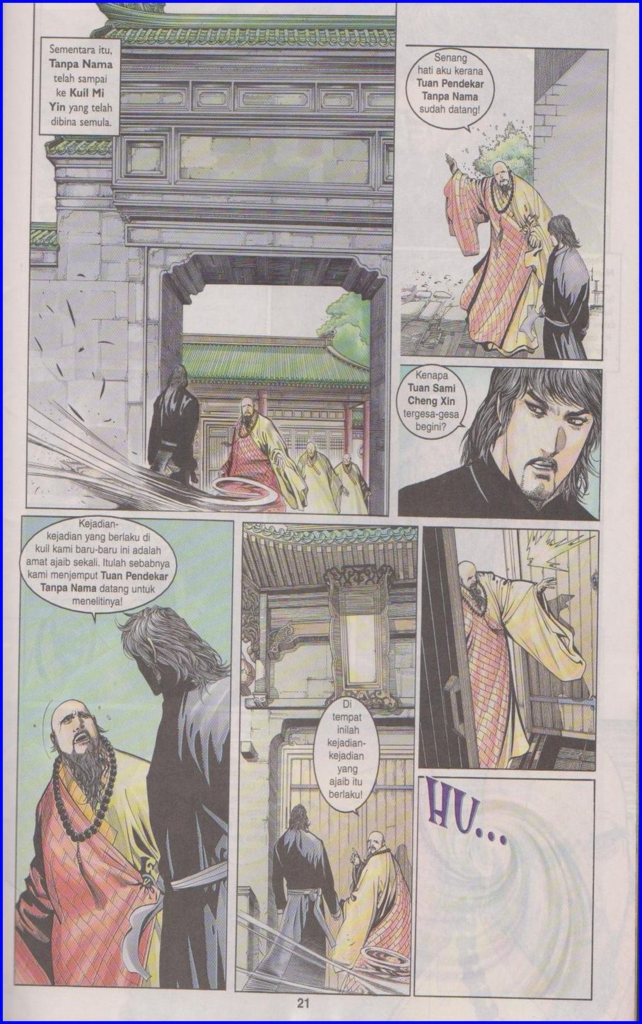 Sementara itu,
Tanpa Nama
telah sampai
ke Kuil Mi
Yin yang telah
dibina semula.
Senang
hati aku kerana
Tuan Pendekar
Tanpa Nama
sudah datang!
Kenapa
Tuan Sami
Cheng Xin
tergesa-gesa
begini?
Kejadian-
kejadian yang berlaku di
kuil kami baru-baru ini adalah
amat ajaib sekali. Itulah sebabnya
kami menjemput Tuan Pendekar
Tanpa Nama datang untuk
menelitinya!
Di
tempat
inilah
kejadian-
kejadian
yang
ajaib itu
berlaku!
HU...
21